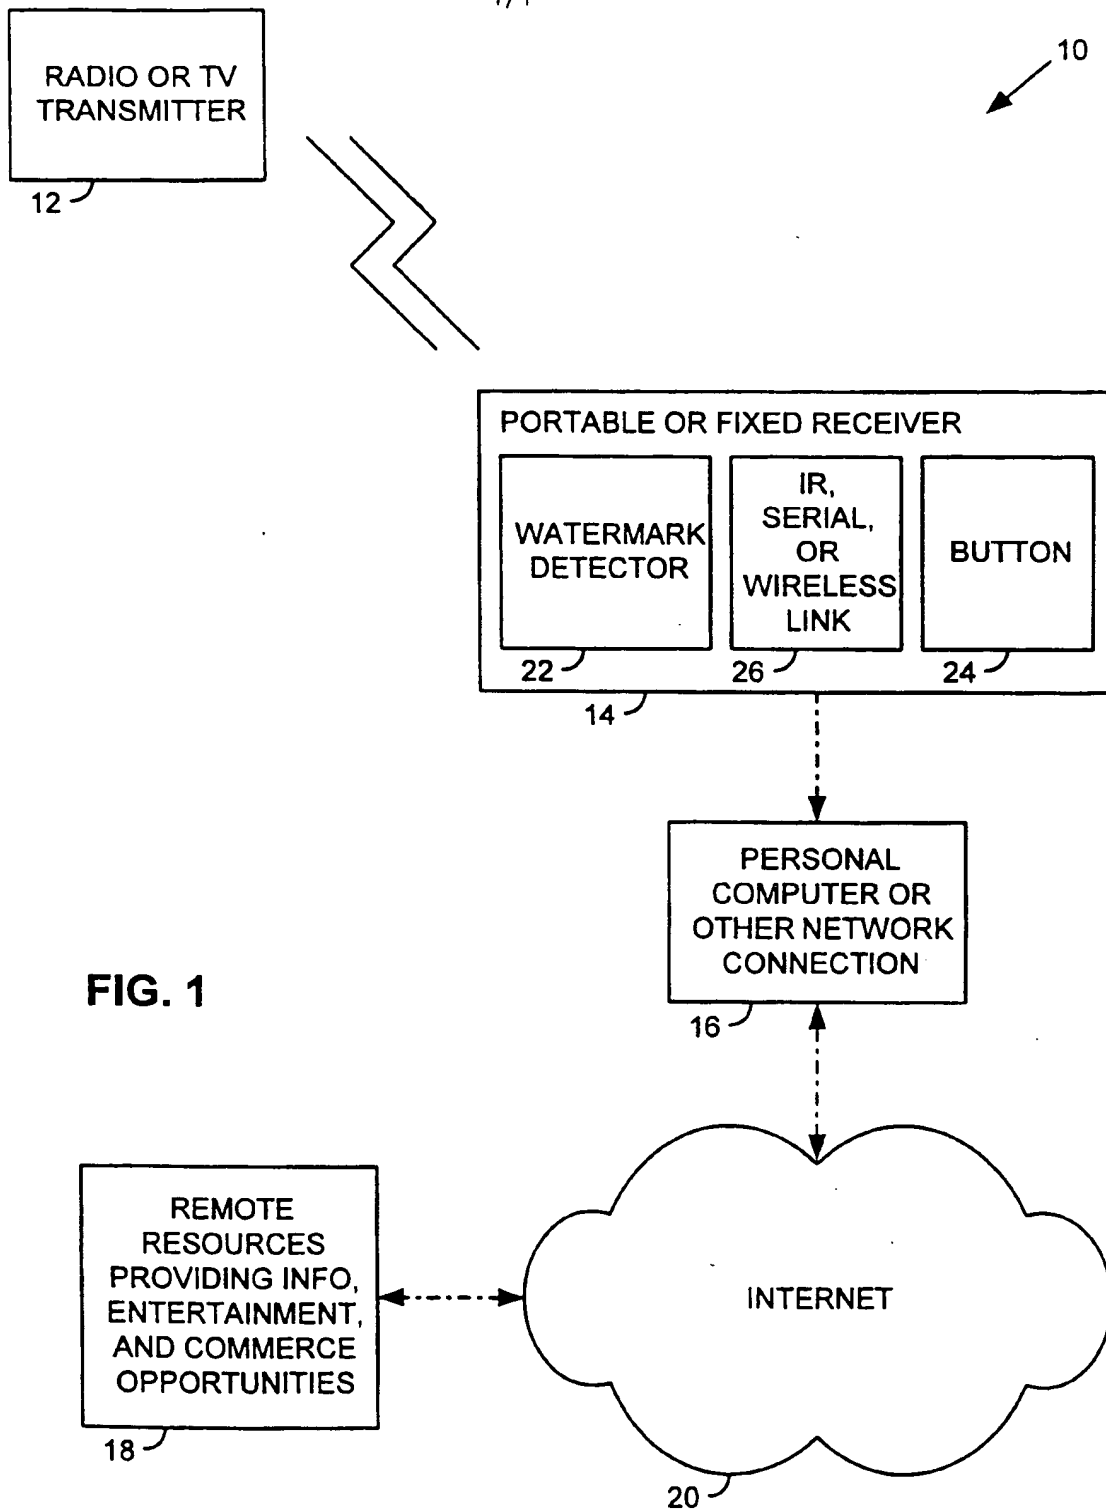 10
RADIO OR TV
TRANSMITTER
12
PORTABLE OR FIXED RECEIVER
WATERMARK
DETECTOR
22
IR,
SERIAL,
OR
WIRELESS
LINK
26
BUTTON
24
14
PERSONAL
COMPUTER OR
OTHER NETWORK
CONNECTION
16
FIG. 1
REMOTE
RESOURCES
PROVIDING INFO,
ENTERTAINMENT,
AND COMMERCE
OPPORTUNITIES
18
INTERNET
20